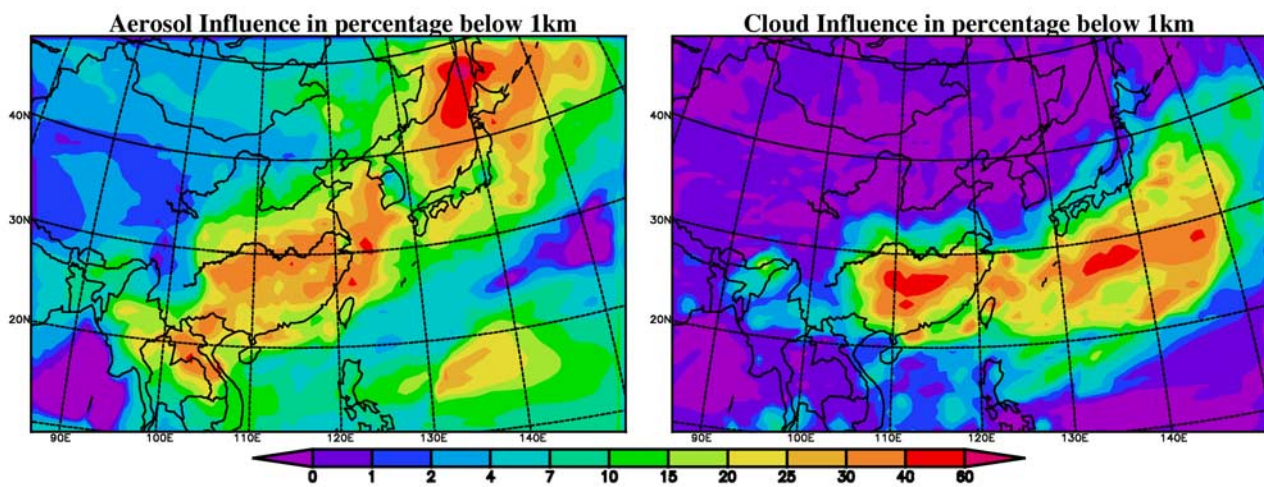 Aerosol Influence in percentage below 1km
Cloud Influence in percentage below 1km
40N
30N
20N
90E 100E 110E 120E 130E 140E
40N
30N
20N
90E 100E 110E 120E 130E 140E
0 1 2 4 7 10 15 20 25 30 40 60